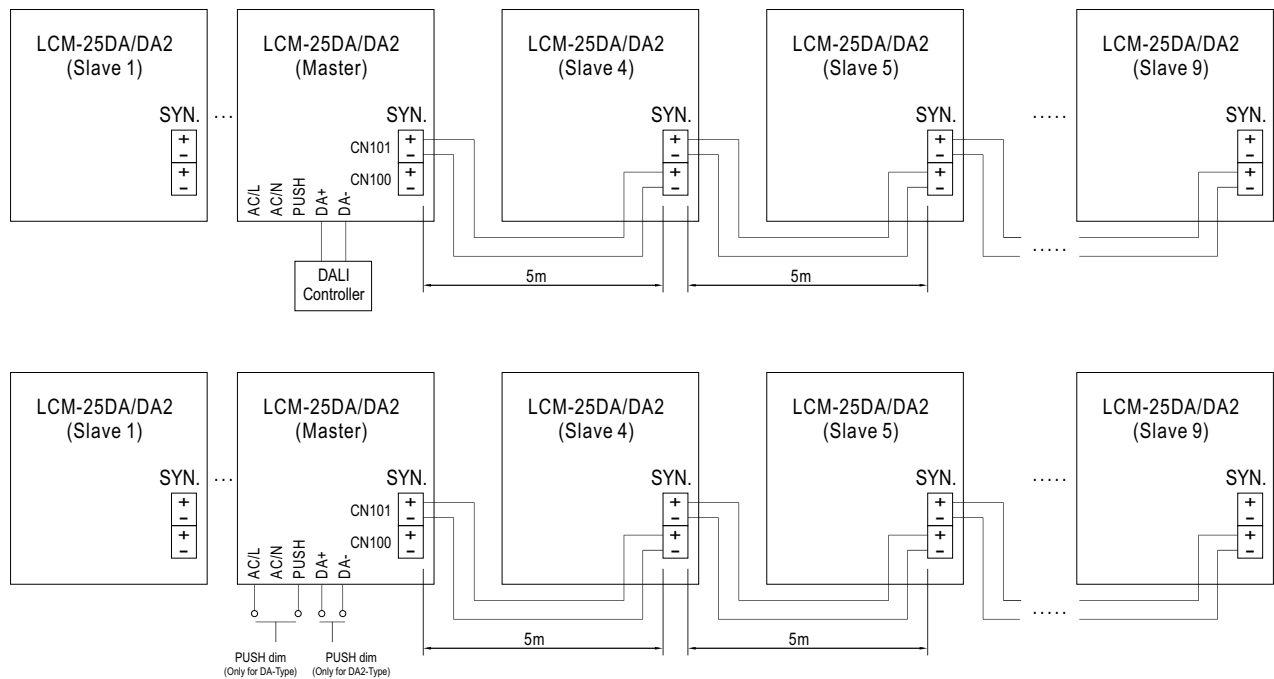 LCM-25DA/DA2
(Slave 1)
SYN.
+
-
+
-
...
LCM-25DA/DA2
(Master)
SYN.
CN101
CN100
+
-
+
-
AC/L
AC/N
PUSH
DA+
DA-
DALI
Controller
LCM-25DA/DA2
(Slave 4)
SYN.
+
-
+
-
5m
LCM-25DA/DA2
(Slave 5)
SYN.
+
-
+
-
5m
.....
.....
LCM-25DA/DA2
(Slave 9)
SYN.
+
-
+
-
LCM-25DA/DA2
(Slave 1)
SYN.
+
-
+
-
...
LCM-25DA/DA2
(Master)
SYN.
CN101
CN100
+
-
+
-
AC/L
AC/N
PUSH
DA+
DA-
PUSH dim
(Only for DA-Type)
PUSH dim
(Only for DA2-Type)
LCM-25DA/DA2
(Slave 4)
SYN.
+
-
+
-
5m
LCM-25DA/DA2
(Slave 5)
SYN.
+
-
+
-
5m
.....
.....
LCM-25DA/DA2
(Slave 9)
SYN.
+
-
+
-